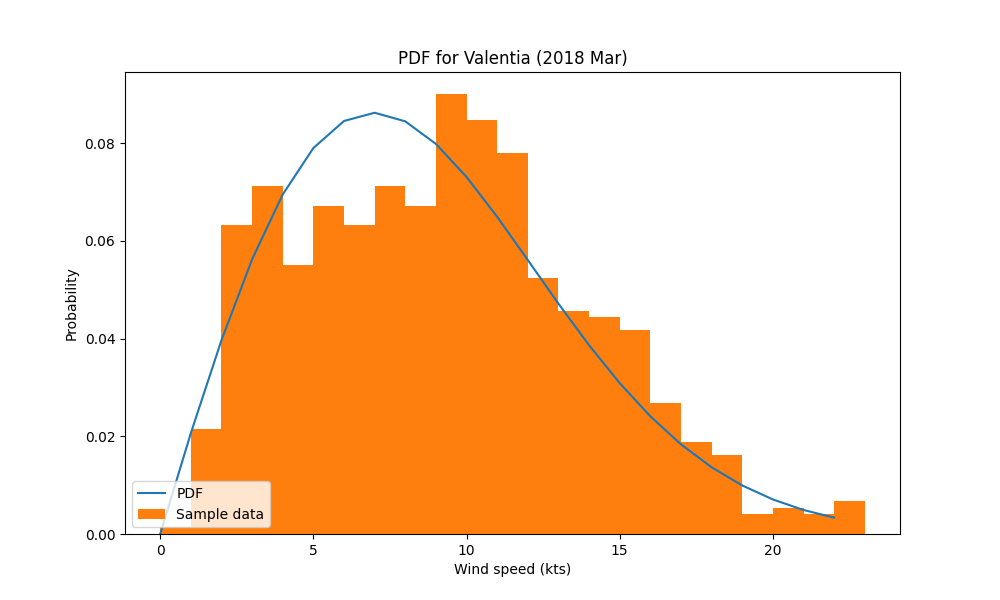 PDF for Valentia (2018 Mar)
0.08
0.06
0.04
0.02
0.00
Probability
PDF
Sample data
0 5 10 15 20
Wind speed (kts)